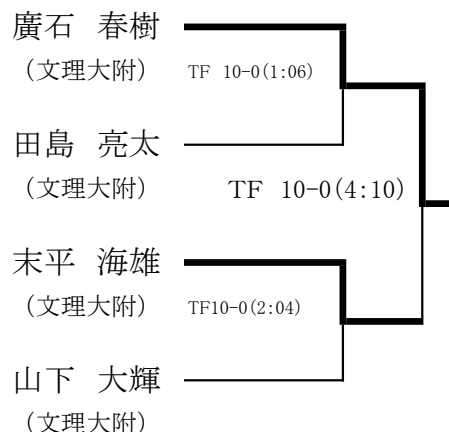 廣石 春樹
（文理大附） TF 10-0(1:06)
田島 亮太
（文理大附） TF 10-0(4:10)
末平 海雄
（文理大附） TF10-0(2:04)
山下 大輝
（文理大附）